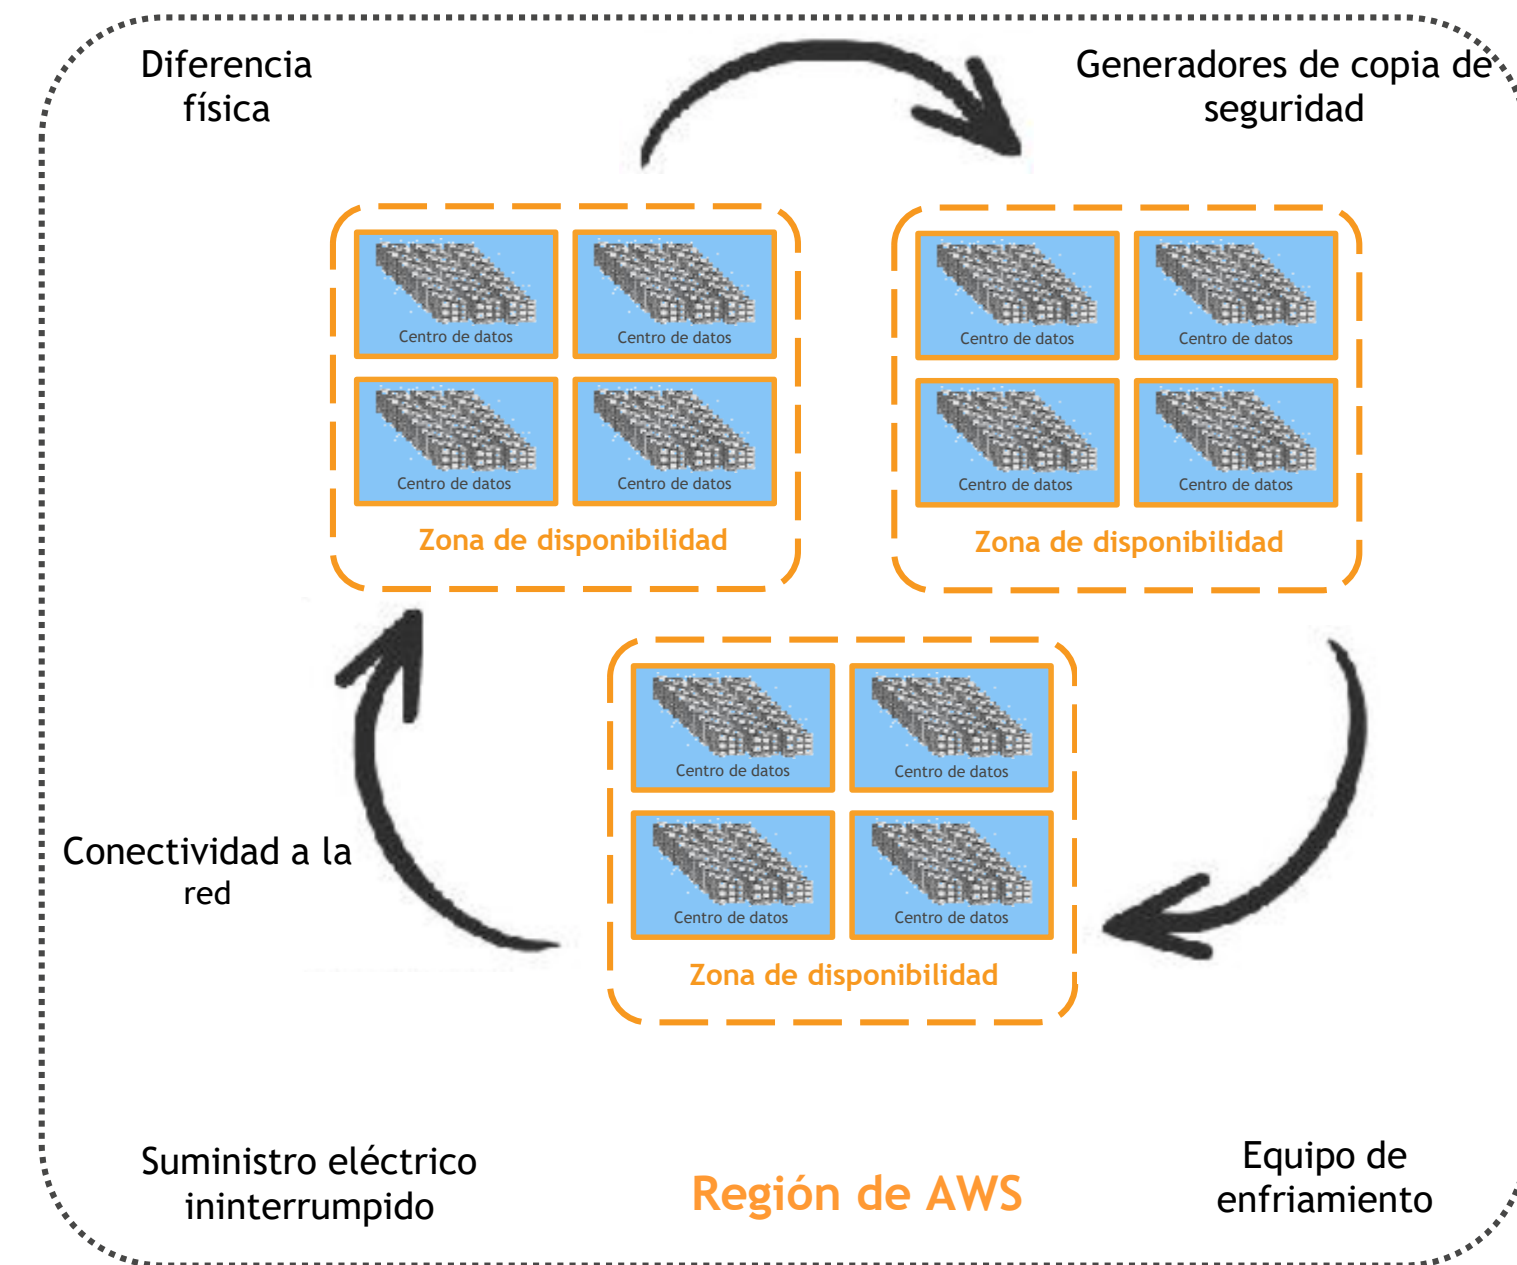 Diferencia
física
Generadores de copia de
seguridad
Centro de datos
Centro de datos
Centro de datos
Centro de datos
Zona de disponibilidad
Centro de datos
Centro de datos
Centro de datos
Centro de datos
Zona de disponibilidad
Centro de datos
Centro de datos
Centro de datos
Centro de datos
Zona de disponibilidad
Conectividad a la
red
Suministro eléctrico
ininterrumpido
Región de AWS
Equipo de
enfriamiento